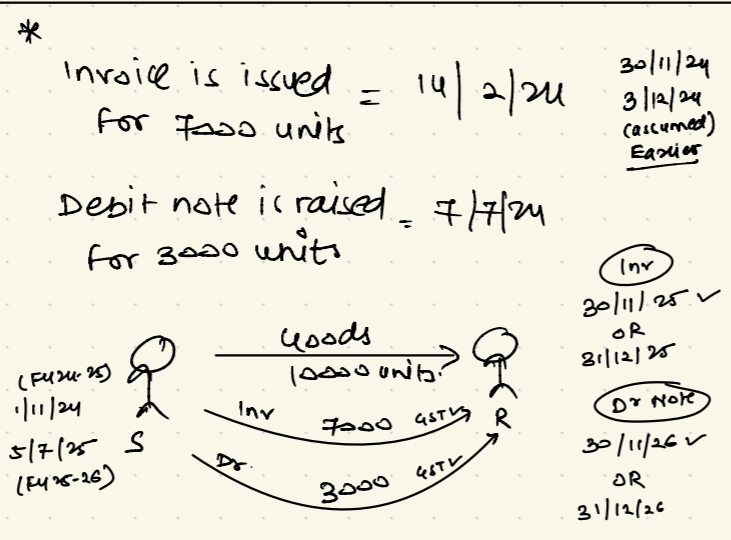 *
Invoice is issued = 14/2/24
for 7000 units
30/11/24
3/12/24
(assumed)
Earlier
Debit note is raised = 7/7/24
for 3000 units
Inv
30/11/25 ✓
OR
31/12/25
Dr Note
30/11/26 ✓
OR
31/12/26
Goods
10000 units.
(FY24-25)
1/11/24
5/7/25
(FY25-26)
S
R
Inv 7000 GST✓
Dr. 3000 GST✓